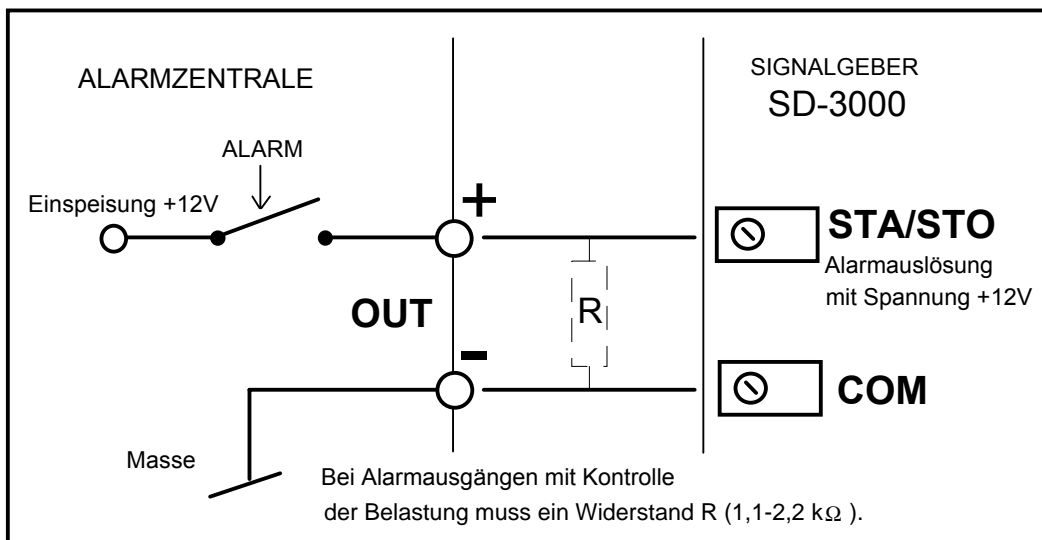 ALARMZENTRALE
SIGNALGEBER
SD-3000
ALARM
Einspeisung +12V
+
STA/STO
Alarmauslösung
mit Spannung +12V
OUT
R
-
COM
Masse
Bei Alarmausgängen mit Kontrolle
der Belastung muss ein Widerstand R (1,1-2,2 kΩ ).